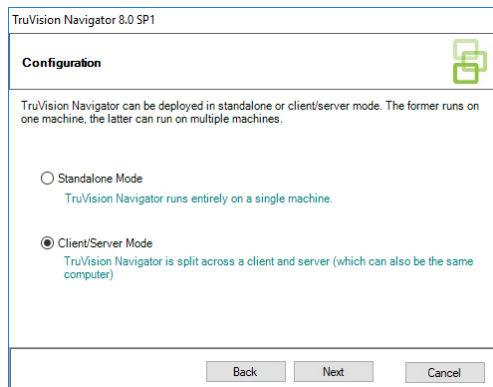 TruVision Navigator 8.0 SP1
Configuration
TruVision Navigator can be deployed in standalone or client/server mode. The former runs on
one machine, the latter can run on multiple machines.
Standalone Mode
TruVision Navigator runs entirely on a single machine.
Client/Server Mode
TruVision Navigator is split across a client and server (which can also be the same
computer)
Back Next Cancel